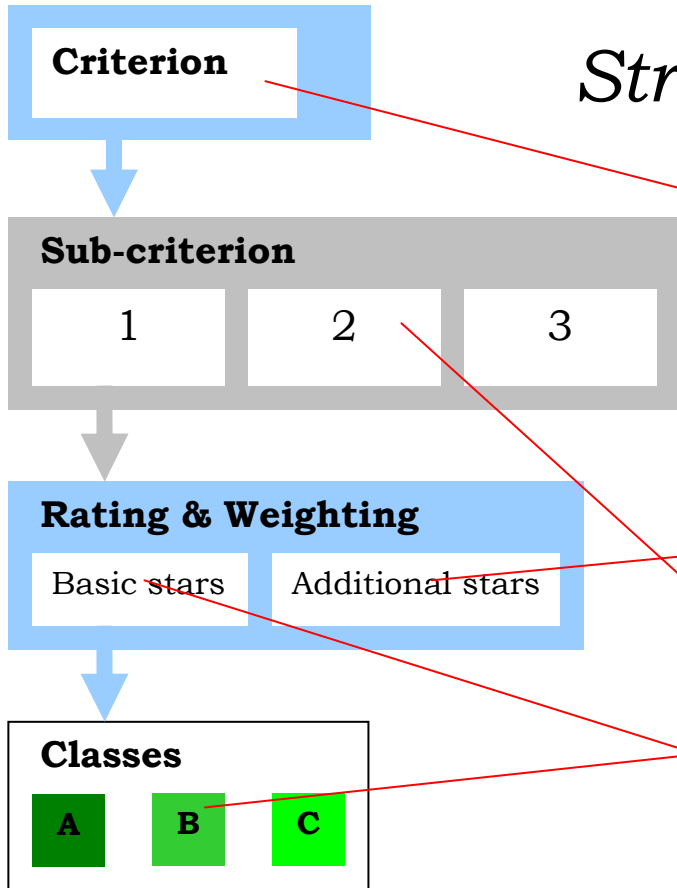 Criterion
Str
Sub-criterion
1 2 3
Rating & Weighting
Basic stars Additional stars
Classes
A B C